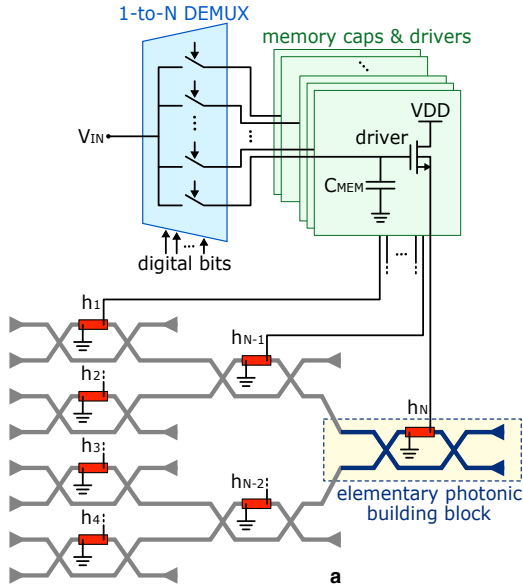 1-to-N DEMUX
memory caps & drivers
VDD
driver
VIN
CMEM
digital bits
h1
hN-1
h2
hN
h3
hN-2
elementary photonic
building block
h4
a